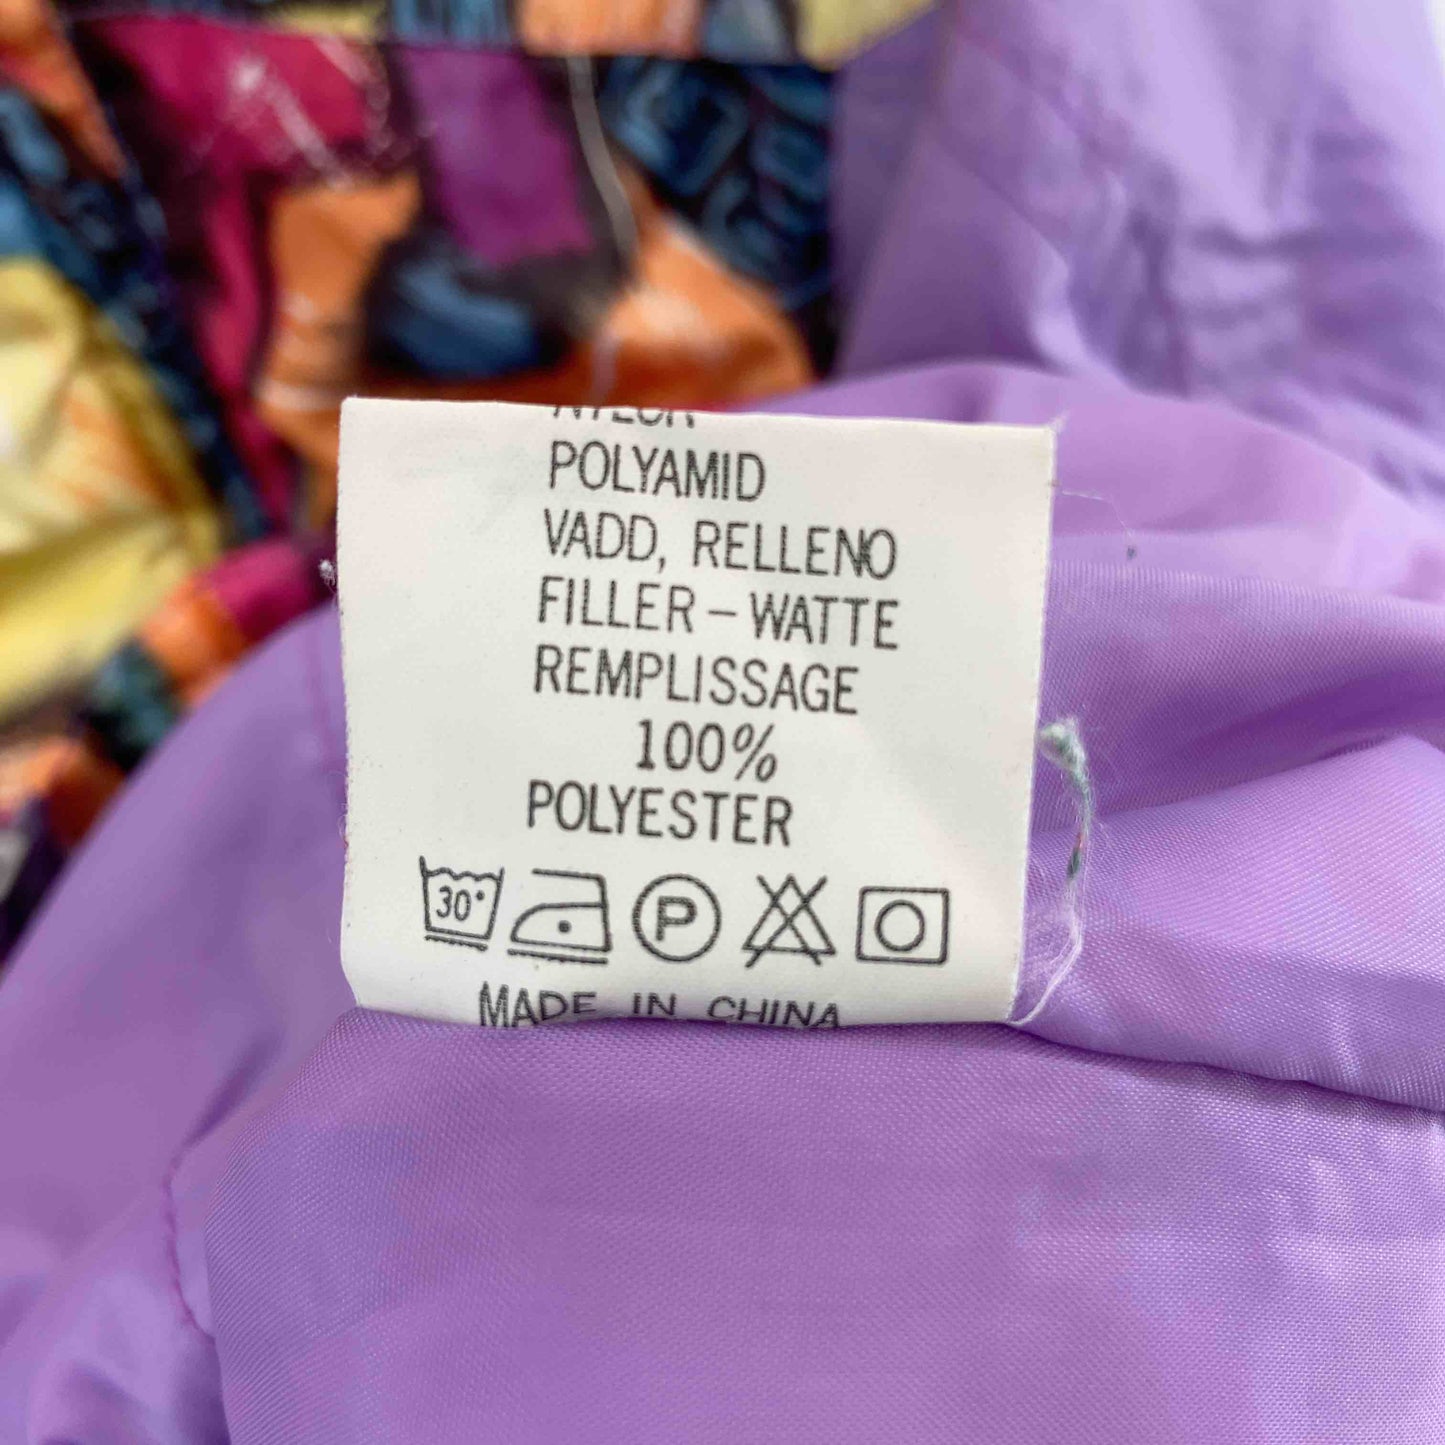 POLYAMID
VADD, RELLENO
FILLER – WATTE
REMPLISSAGE
100%
POLYESTER
30° P
MADE IN CHINA